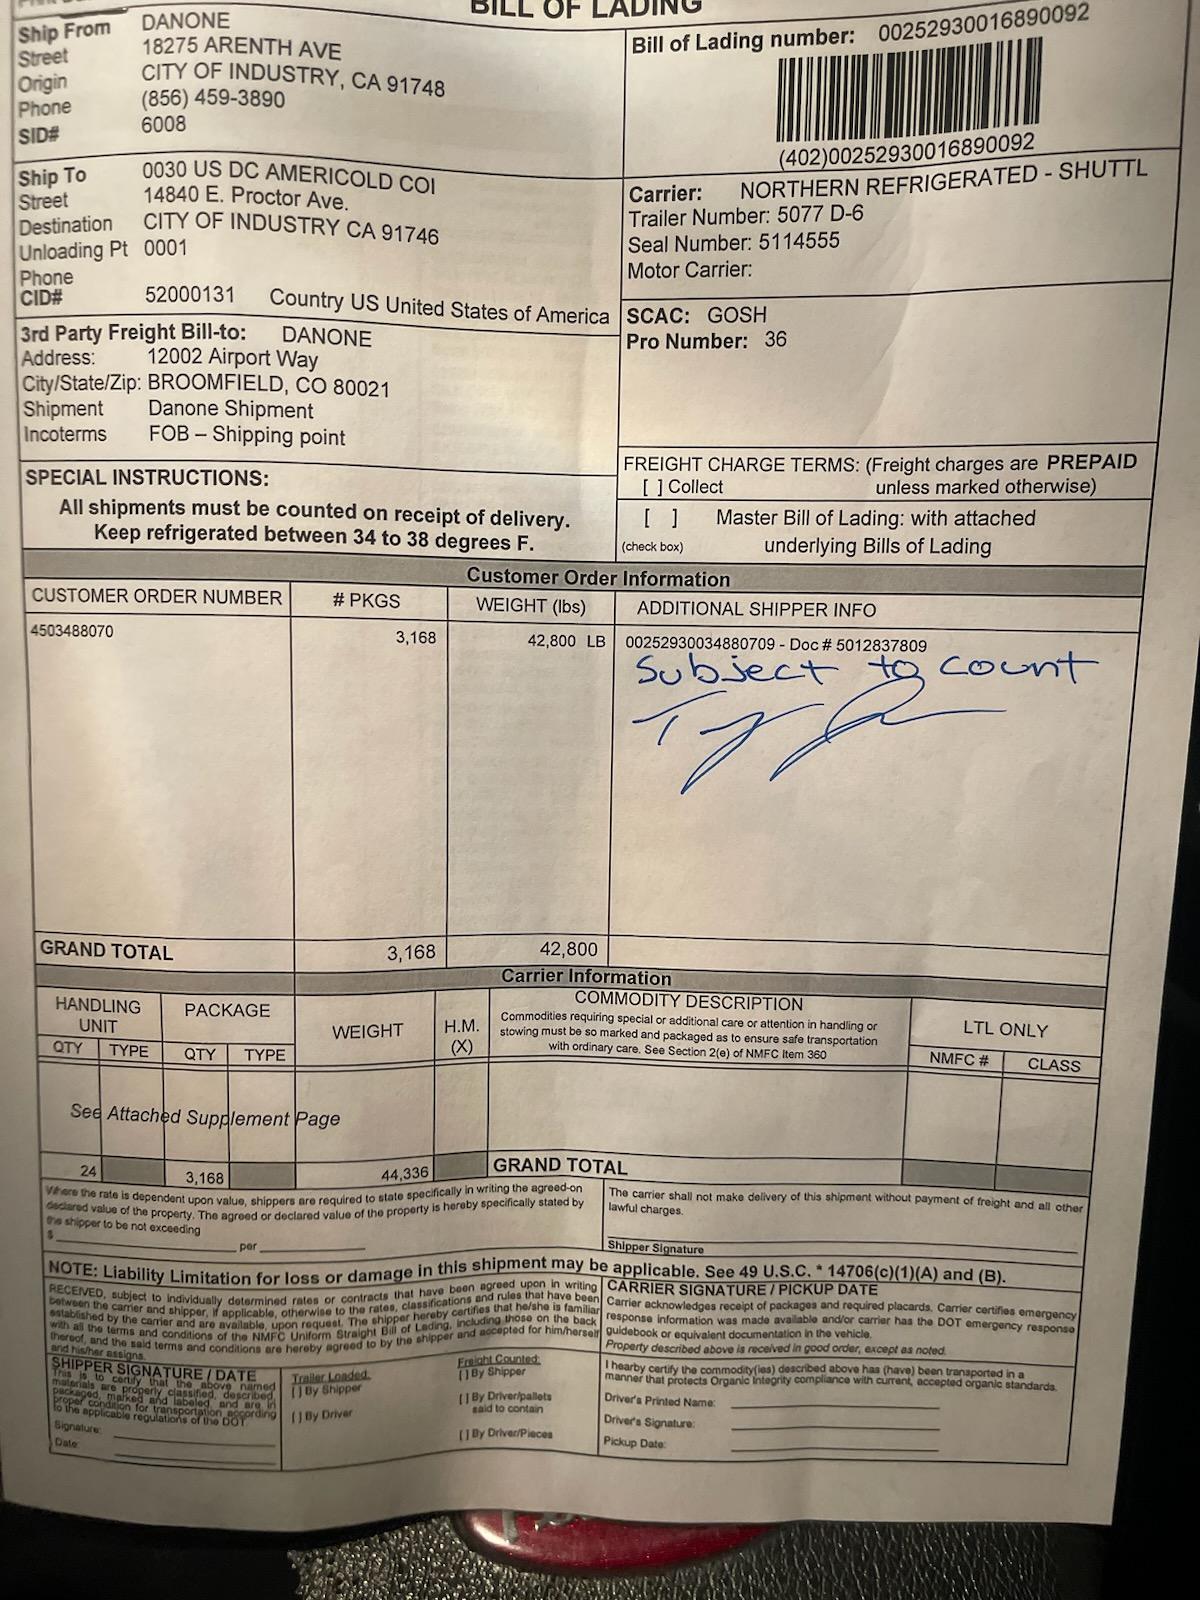 BILL OF LADING
Ship From DANONE
Street 18275 ARENTH AVE
Origin CITY OF INDUSTRY, CA 91748
Phone (856) 459-3890
SID# 6008
Bill of Lading number: 00252930016890092
(402)00252930016890092
Ship To 0030 US DC AMERICOLD COI
Street 14840 E. Proctor Ave.
Destination CITY OF INDUSTRY CA 91746
Unloading Pt 0001
Phone
CID# 52000131 Country US United States of America
Carrier: NORTHERN REFRIGERATED - SHUTTL
Trailer Number: 5077 D-6
Seal Number: 5114555
Motor Carrier:
SCAC: GOSH
Pro Number: 36
3rd Party Freight Bill-to: DANONE
Address: 12002 Airport Way
City/State/Zip: BROOMFIELD, CO 80021
Shipment Danone Shipment
Incoterms FOB – Shipping point
SPECIAL INSTRUCTIONS:
All shipments must be counted on receipt of delivery.
Keep refrigerated between 34 to 38 degrees F.
FREIGHT CHARGE TERMS: (Freight charges are PREPAID
[ ] Collect unless marked otherwise)
[ ] Master Bill of Lading: with attached
(check box) underlying Bills of Lading
Customer Order Information
CUSTOMER ORDER NUMBER # PKGS WEIGHT (lbs) ADDITIONAL SHIPPER INFO
4503488070 3,168 42,800 LB 00252930034880709 - Doc # 5012837809
Subject to count
GRAND TOTAL 3,168 42,800
Carrier Information
HANDLING UNIT PACKAGE WEIGHT H.M. (X) COMMODITY DESCRIPTION LTL ONLY
Commodities requiring special or additional care or attention in handling or
stowing must be so marked and packaged as to ensure safe transportation
with ordinary care. See Section 2(e) of NMFC Item 360
QTY TYPE QTY TYPE NMFC # CLASS
See Attached Supplement Page
24 3,168 44,336 GRAND TOTAL
Where the rate is dependent upon value, shippers are required to state specifically in writing the agreed-on
declared value of the property. The agreed or declared value of the property is hereby specifically stated by
the shipper to be not exceeding
$ per
The carrier shall not make delivery of this shipment without payment of freight and all other
lawful charges.
Shipper Signature
NOTE: Liability Limitation for loss or damage in this shipment may be applicable. See 49 U.S.C. * 14706(c)(1)(A) and (B).
RECEIVED, subject to individually determined rates or contracts that have been agreed upon in writing
between the carrier and shipper, if applicable, otherwise to the rates, classifications and rules that have been
established by the carrier and are available, upon request. The shipper hereby certifies that he/she is familiar
with all the terms and conditions of the NMFC Uniform Straight Bill of Lading, including those on the back
thereof, and the said terms and conditions are hereby agreed to by the shipper and accepted for him/herself
and his/her assigns.
CARRIER SIGNATURE / PICKUP DATE
Carrier acknowledges receipt of packages and required placards. Carrier certifies emergency
response information was made available and/or carrier has the DOT emergency response
guidebook or equivalent documentation in the vehicle.
Property described above is received in good order, except as noted.
SHIPPER SIGNATURE / DATE
This is to certify that the above named
materials are properly classified, described,
packaged, marked and labeled, and are in
proper condition for transportation according
to the applicable regulations of the DOT.
Signature:
Date:
Trailer Loaded:
[ ] By Shipper
[ ] By Driver
Freight Counted:
[ ] By Shipper
[ ] By Driver/pallets
said to contain
[ ] By Driver/Pieces
I hearby certify the commodity(ies) described above has (have) been transported in a
manner that protects Organic Integrity compliance with current, accepted organic standards.
Driver's Printed Name:
Driver's Signature:
Pickup Date: